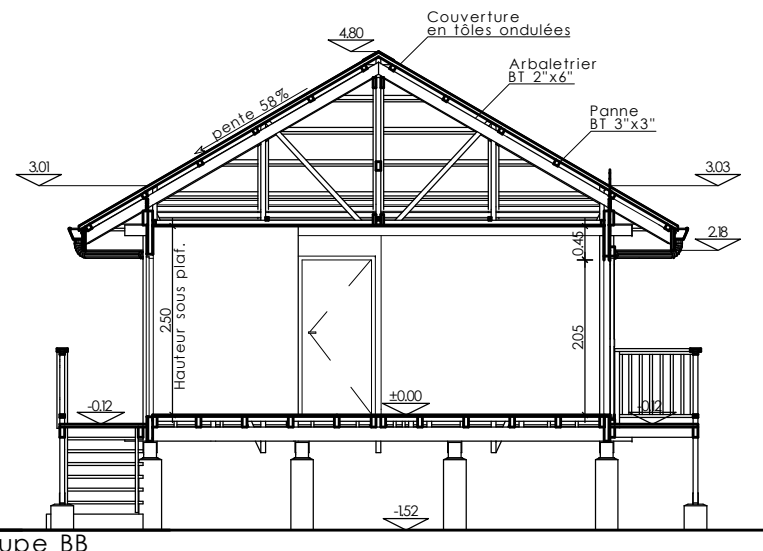 Couverture
en tôles ondulées
4.80
Arbaletrier
BT 2"x6"
pente 58%
Panne
BT 3"x3"
3.01
3.03
2.18
0.45
Hauteur sous plaf.
2.50
2.05
±0.00
-0.12
-0.12
-1.52
upe BB